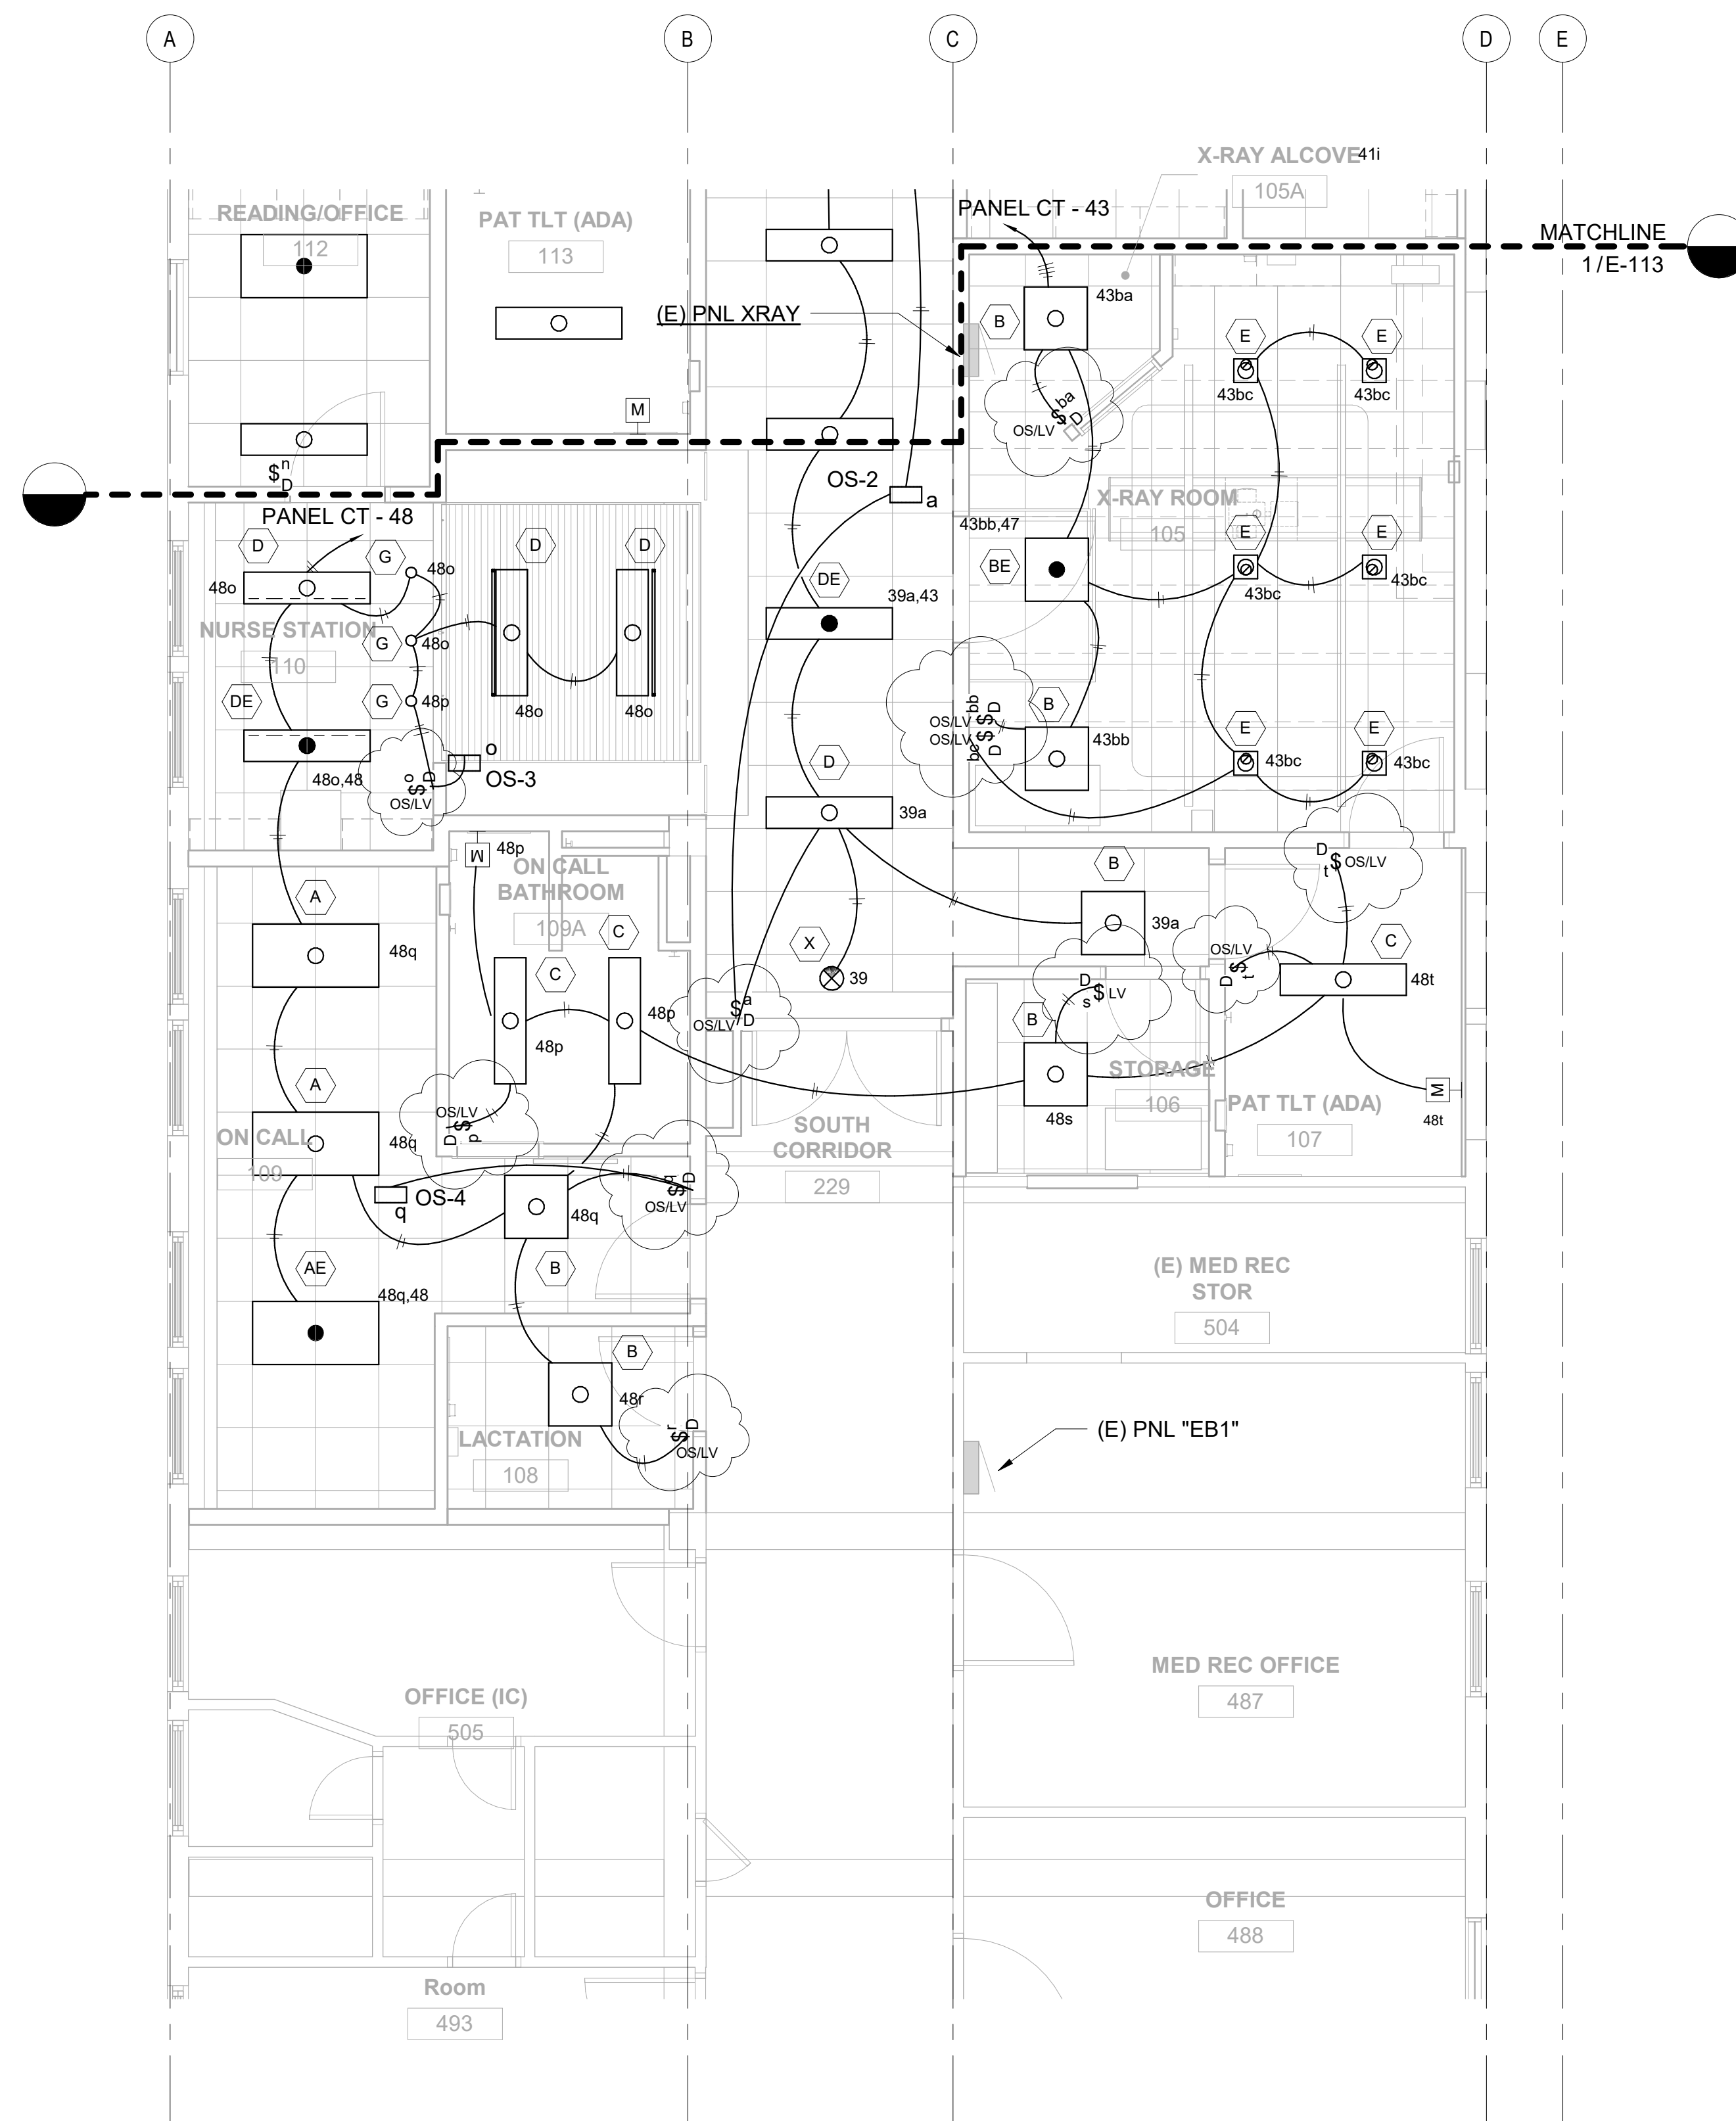 A
B
C
D
E
X-RAY ALCOVE
41i
105A
READING/OFFICE
112
PAT TLT (ADA)
113
PANEL CT - 43
MATCHLINE
1/E-113
(E) PNL XRAY
43ba
B
E
E
M
ba
$
D
OS/LV
43bc
43bc
n
$
D
OS-2
a
X-RAY ROOM
105
PANEL CT - 48
43bb,47
D
G
48o
D
D
48o
DE
39a,43
BE
E
E
43bc
43bc
NURSE STATION
110
G
48o
DE
G
48p
48o
48o
bb
OS/LV
$
D
OS/LV
$
D
bc
B
43bb
E
E
43bc
43bc
48o,48
o
OS-3
$
o
D
OS/LV
D
39a
M
48p
ON CALL
BATHROOM
109A
B
D
$
t
OS/LV
A
C
39a
48q
C
X
39
OS/LV
D
$
t
C
48t
D
$
s
LV
B
48p
48p
a
$
D
OS/LV
A
STORAGE
106
M
48t
48s
PAT TLT (ADA)
107
OS/LV
D
$
p
SOUTH
CORRIDOR
229
ON CALL
109
48q
OS-4
q
q
$
D
OS/LV
48q
AE
B
48q,48
(E) MED REC
STOR
504
B
48r
r
$
D
OS/LV
LACTATION
108
(E) PNL "EB1"
OFFICE (IC)
505
MED REC OFFICE
487
OFFICE
488
Room
493